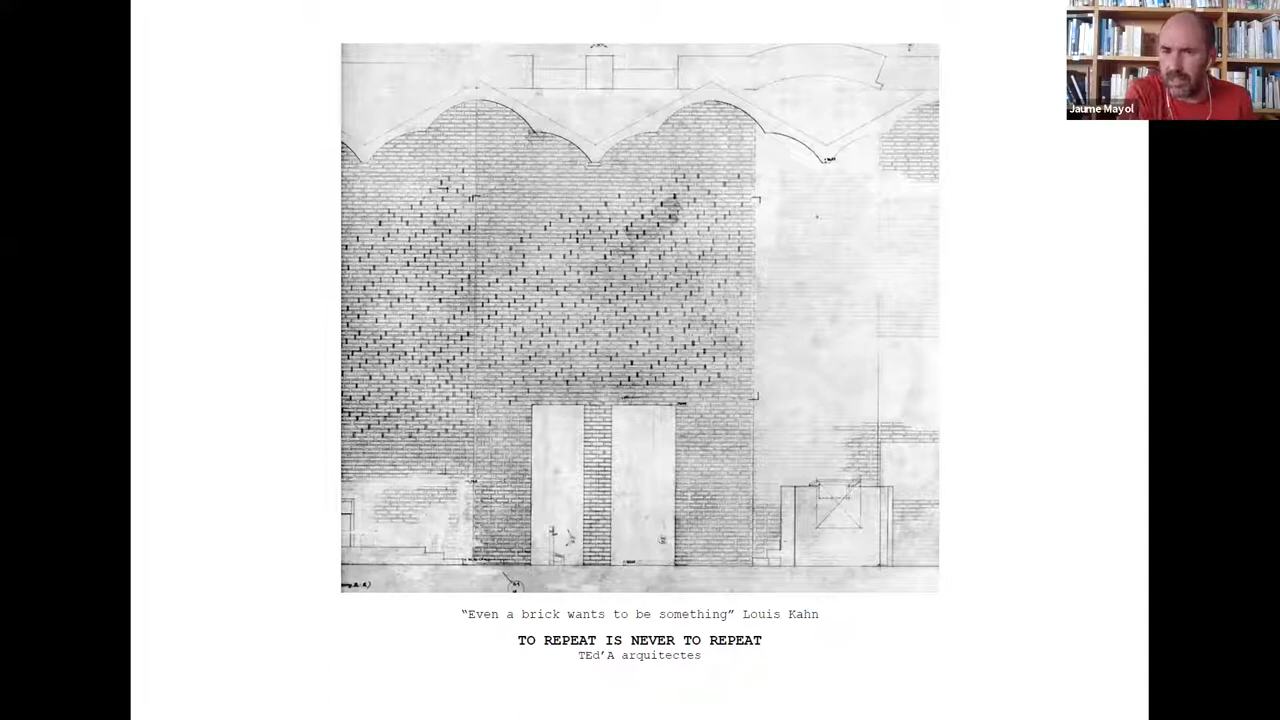 Jaume Mayol
“Even a brick wants to be something” Louis Kahn
TO REPEAT IS NEVER TO REPEAT
TEd’A arquitectes